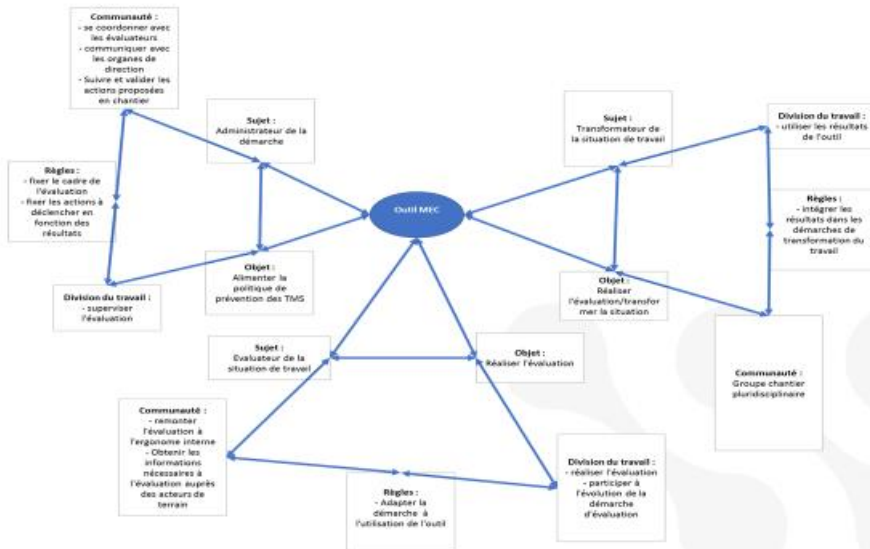 Communauté :
- se coordonner avec
les évaluateurs
- communiquer avec
les organes de
direction
- Suivre et valider les
actions proposées
en chantier
Sujet :
Administrateur de la
démarche
Règles :
- fixer le cadre de
l'évaluation
- fixer les actions à
déclencher en
fonction des
résultats
Objet :
Alimenter la
politique de
prévention des TMS
Division du travail :
- superviser
l'évaluation
Outil MEC
Sujet :
Transformateur de
la situation de travail
Division du travail :
- utiliser les résultats
de l'outil
Règles :
- intégrer les
résultats dans les
démarches de
transformation du
travail
Objet :
Réaliser
l'évaluation/transfor
mer la situation
Communauté :
Groupe chantier
pluridisciplinaire
Sujet :
Evaluateur de la
situation de travail
Objet :
Réaliser l'évaluation
Communauté :
- remonter
l'évaluation à
l'ergonome interne
- Obtenir les
informations
nécessaires à
l'évaluation auprès
des acteurs de
terrain
Règles :
- Adapter la
démarche à
l'utilisation de l'outil
Division du travail :
- réaliser l'évaluation
- participer à
l'évolution de la
démarche
d'évaluation